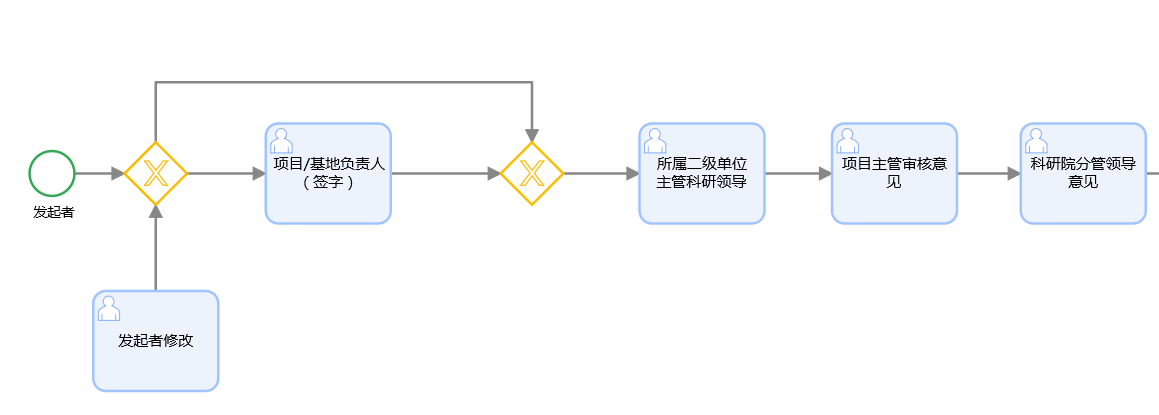 发起者
项目/基地负责人
（签字）
所属二级单位
主管科研领导
项目主管审核意
见
科研院分管领导
意见
发起者修改